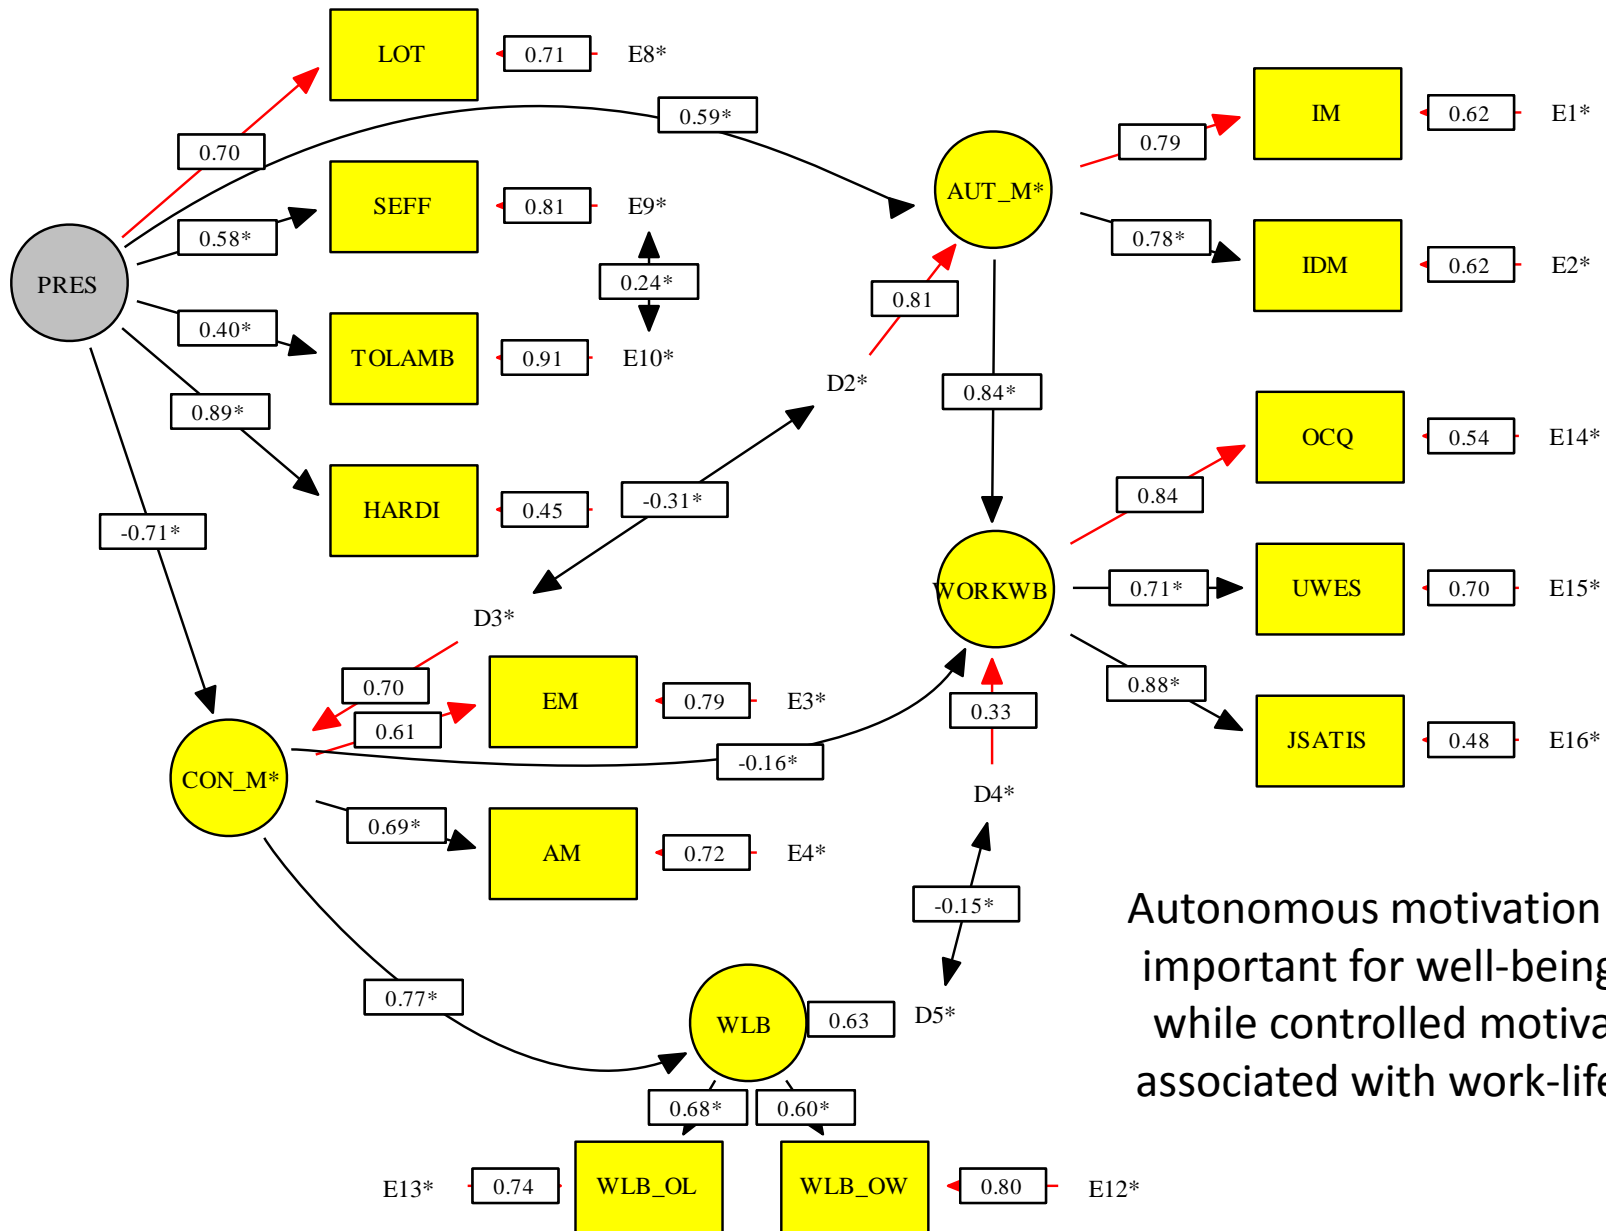 LOT
0.71
E8*
0.70
0.59*
IM
0.62
E1*
0.79
SEFF
0.81
E9*
0.58*
AUT_M*
0.78*
IDM
0.62
E2*
PRES
0.24*
0.81
0.40*
TOLAMB
0.91
E10*
D2*
0.84*
0.89*
OCQ
0.54
E14*
0.84
HARDI
0.45
-0.31*
-0.71*
WORKWB
0.71*
UWES
0.70
E15*
D3*
0.70
0.61
EM
0.79
E3*
0.33
0.88*
JSATIS
0.48
E16*
CON_M*
-0.16*
D4*
0.69*
AM
0.72
E4*
-0.15*
Autonomous motivation
important for well-being
while controlled motiva
associated with work-life
0.77*
WLB
0.63
D5*
0.68*
0.60*
E13*
0.74
WLB_OL
WLB_OW
0.80
E12*